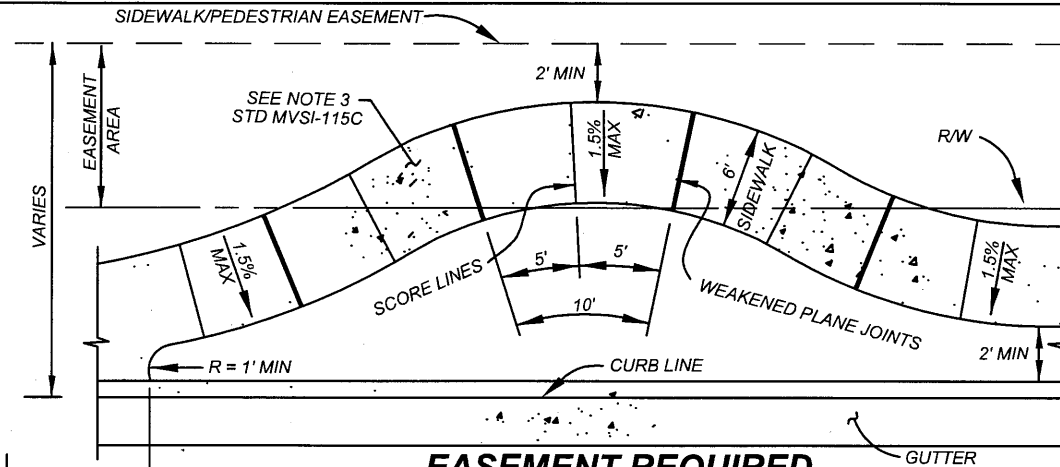 SIDEWALK/PEDESTRIAN EASEMENT
2' MIN
EASEMENT
AREA
SEE NOTE 3
STD MVSI-115C
1.5%
MAX
R/W
6'
SIDEWALK
VARIES
1.5%
MAX
SCORE LINES
5'
5'
10'
WEAKENED PLANE JOINTS
1.5%
MAX
2' MIN
R = 1' MIN
CURB LINE
GUTTER
EASEMENT REQUIRED